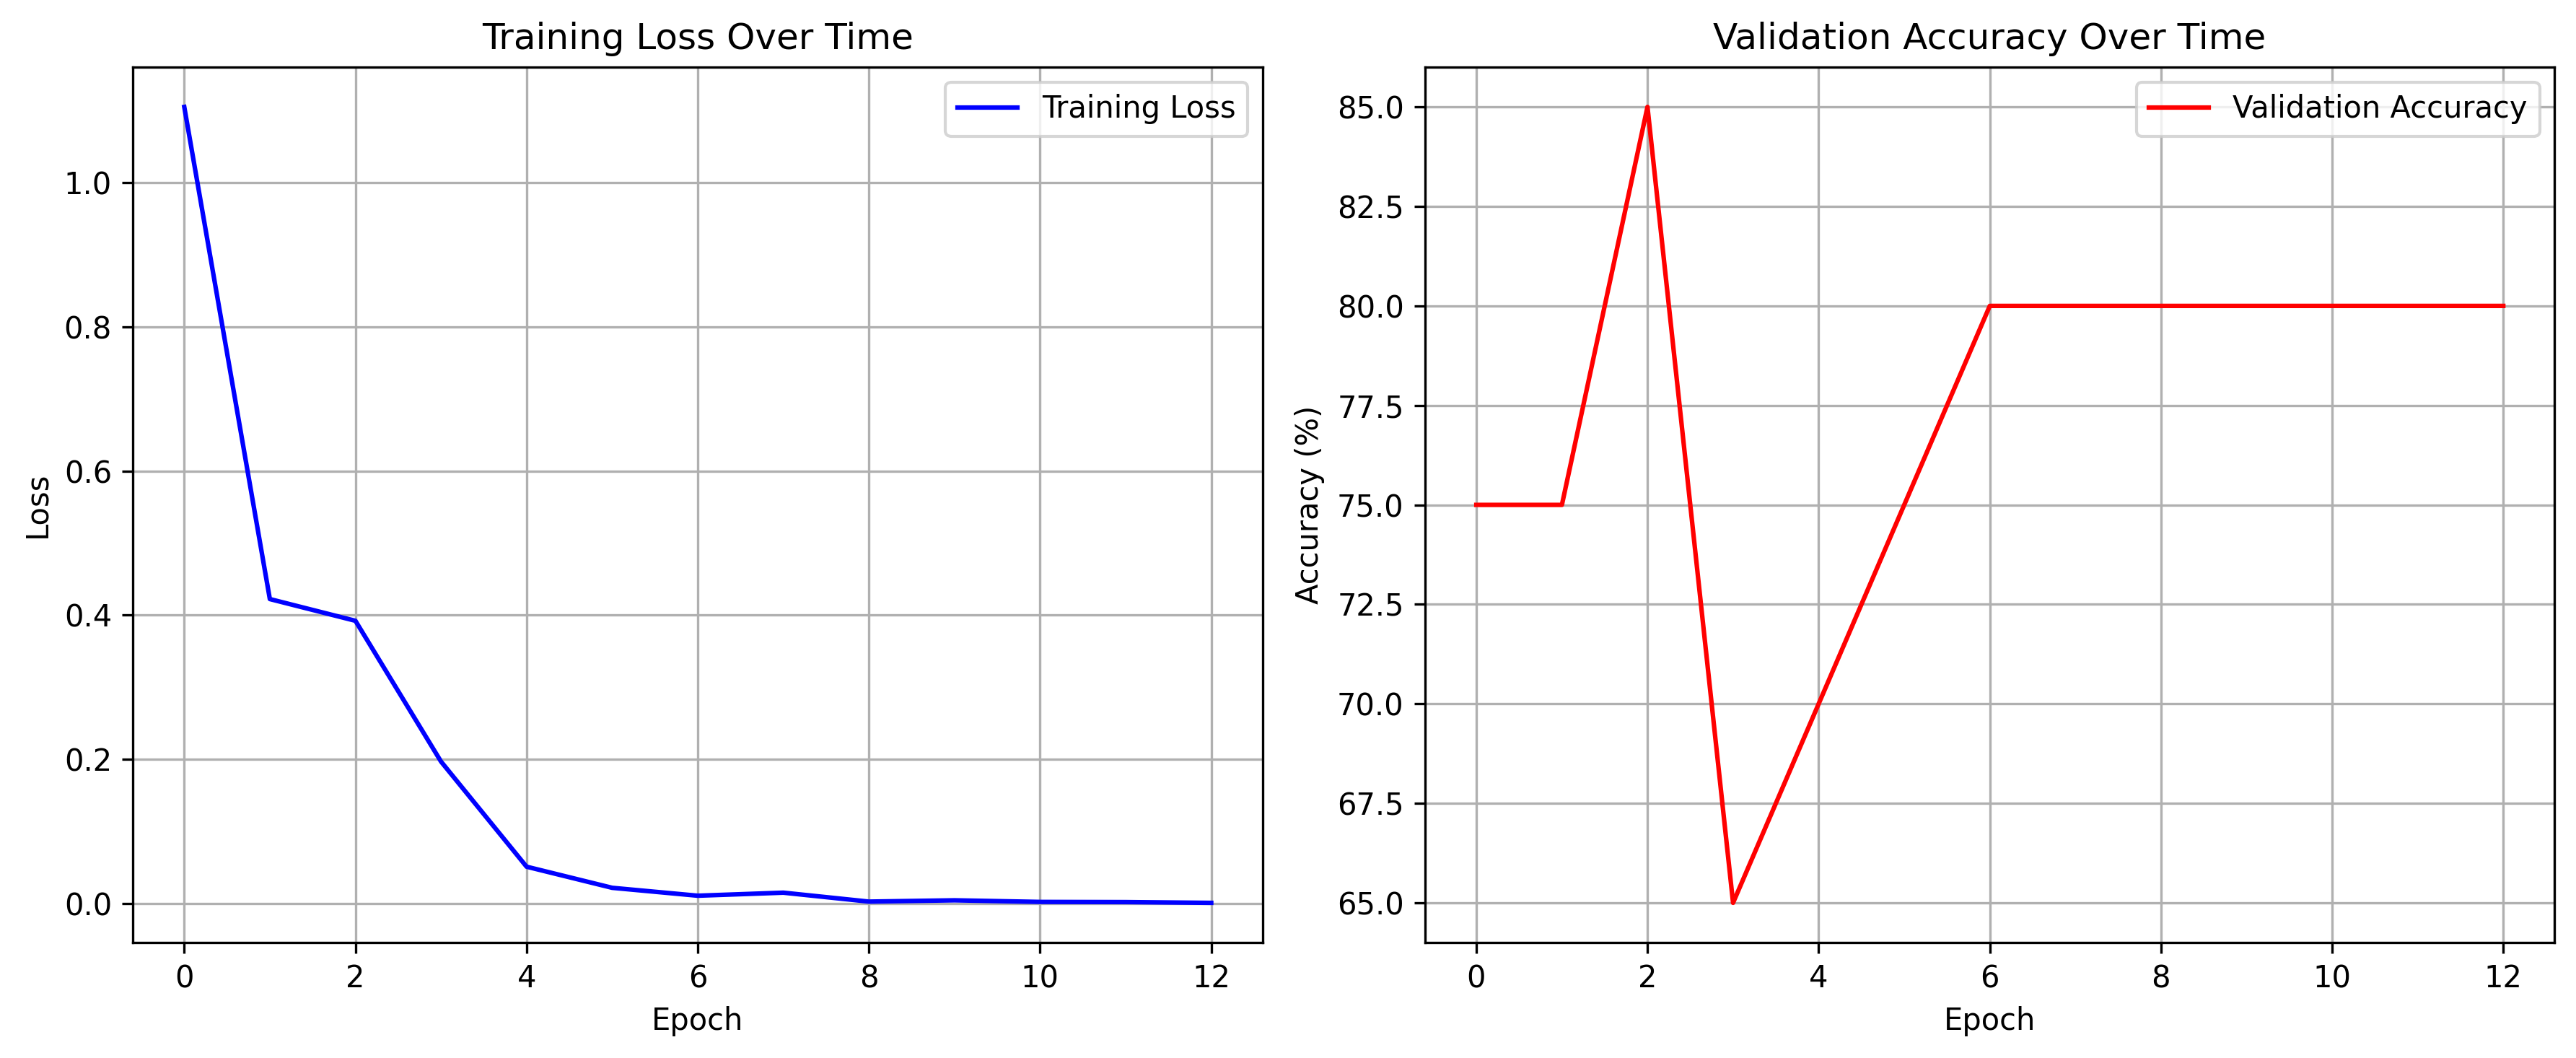 Training Loss Over Time
Training Loss
1.0
0.8
0.6
0.4
0.2
0.0
Loss
0 2 4 6 8 10 12
Epoch
Validation Accuracy Over Time
Validation Accuracy
85.0
82.5
80.0
77.5
75.0
72.5
70.0
67.5
65.0
Accuracy (%)
0 2 4 6 8 10 12
Epoch